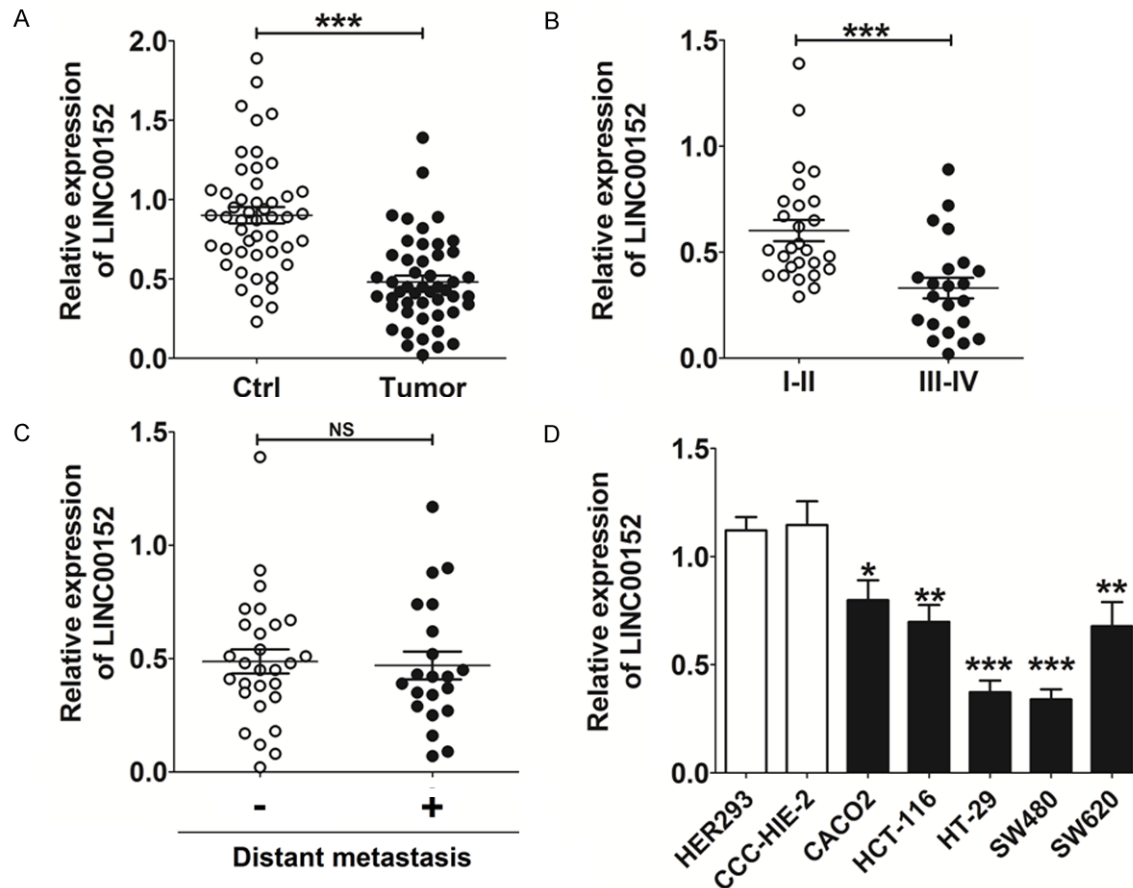 A
Relative expression
of LINC00152
2.0
1.5
1.0
0.5
0.0
***
Ctrl
Tumor
B
Relative expression
of LINC00152
1.5
1.0
0.5
0.0
***
I-II
III-IV
C
Relative expression
of LINC00152
1.5
1.0
0.5
0.0
NS
-
+
Distant metastasis
D
Relative expression
of LINC00152
1.5
1.0
0.5
0.0
*
**
***
***
**
HER293
CCC-HIE-2
CACO2
HCT-116
HT-29
SW480
SW620